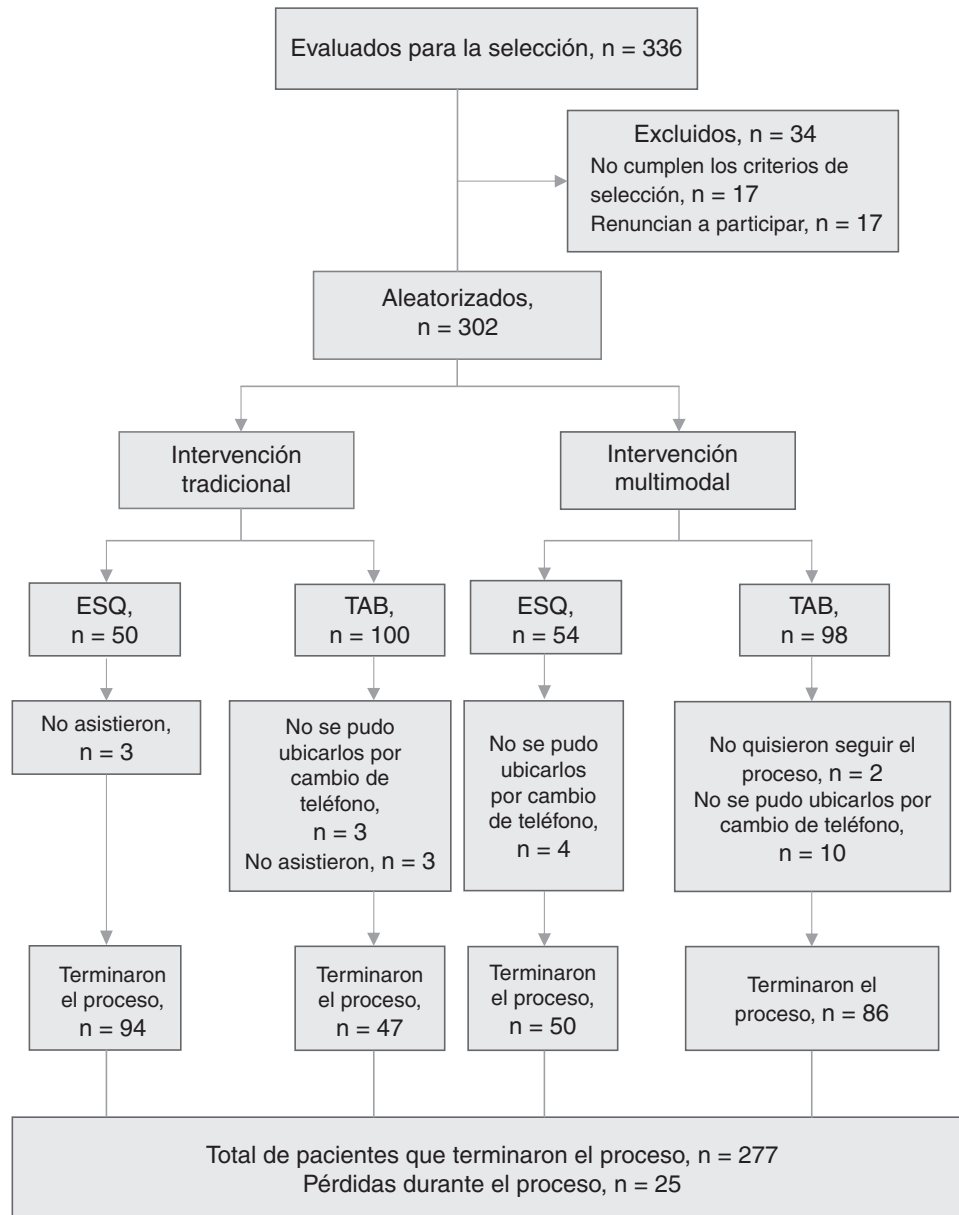 Evaluados para la selección, n = 336
Excluidos, n = 34
No cumplen los criterios de
selección, n = 17
Renuncian a participar, n = 17
Aleatorizados,
n = 302
Intervención
tradicional
Intervención
multimodal
ESQ,
n = 50
TAB,
n = 100
ESQ,
n = 54
TAB,
n = 98
No asistieron,
n = 3
No se pudo
ubicarlos por
cambio de
teléfono,
n = 3
No asistieron, n = 3
No se pudo
ubicarlos
por cambio
de teléfono,
n = 4
No quisieron seguir el
proceso, n = 2
No se pudo ubicarlos por
cambio de teléfono,
n = 10
Terminaron
el proceso,
n = 94
Terminaron
el proceso,
n = 47
Terminaron
el proceso,
n = 50
Terminaron el
proceso, n = 86
Total de pacientes que terminaron el proceso, n = 277
Pérdidas durante el proceso, n = 25